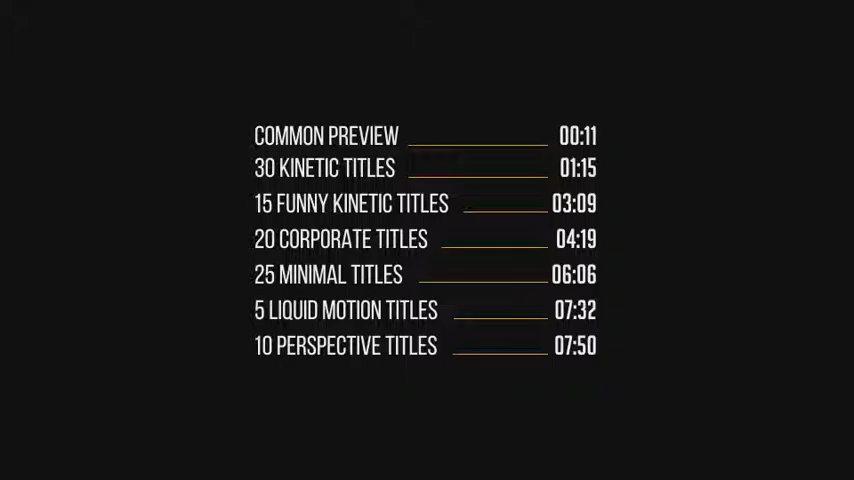 COMMON PREVIEW 00:11
30 KINETIC TITLES 01:15
15 FUNNY KINETIC TITLES 03:09
20 CORPORATE TITLES 04:19
25 MINIMAL TITLES 06:06
5 LIQUID MOTION TITLES 07:32
10 PERSPECTIVE TITLES 07:50